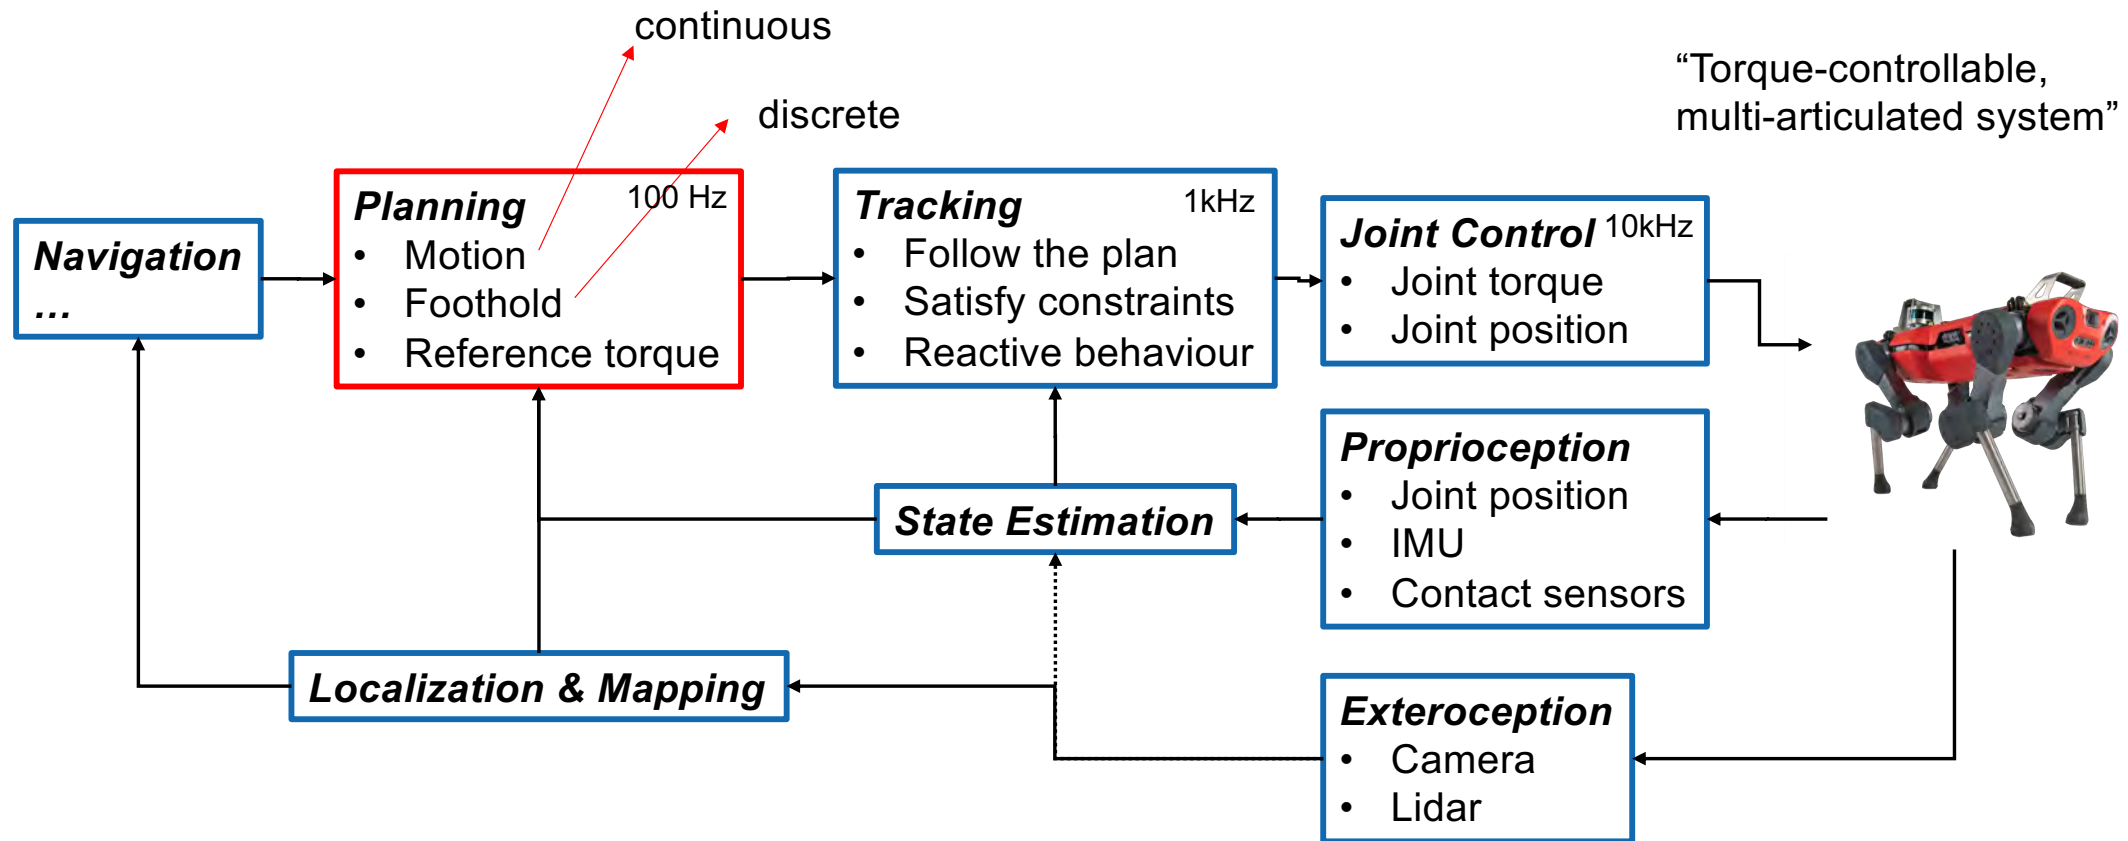 continuous
discrete
“Torque-controllable,
multi-articulated system”
Navigation
...
Planning
100 Hz
• Motion
• Foothold
• Reference torque
Tracking
1kHz
• Follow the plan
• Satisfy constraints
• Reactive behaviour
Joint Control
10kHz
• Joint torque
• Joint position
Proprioception
• Joint position
• IMU
• Contact sensors
State Estimation
Localization & Mapping
Exteroception
• Camera
• Lidar